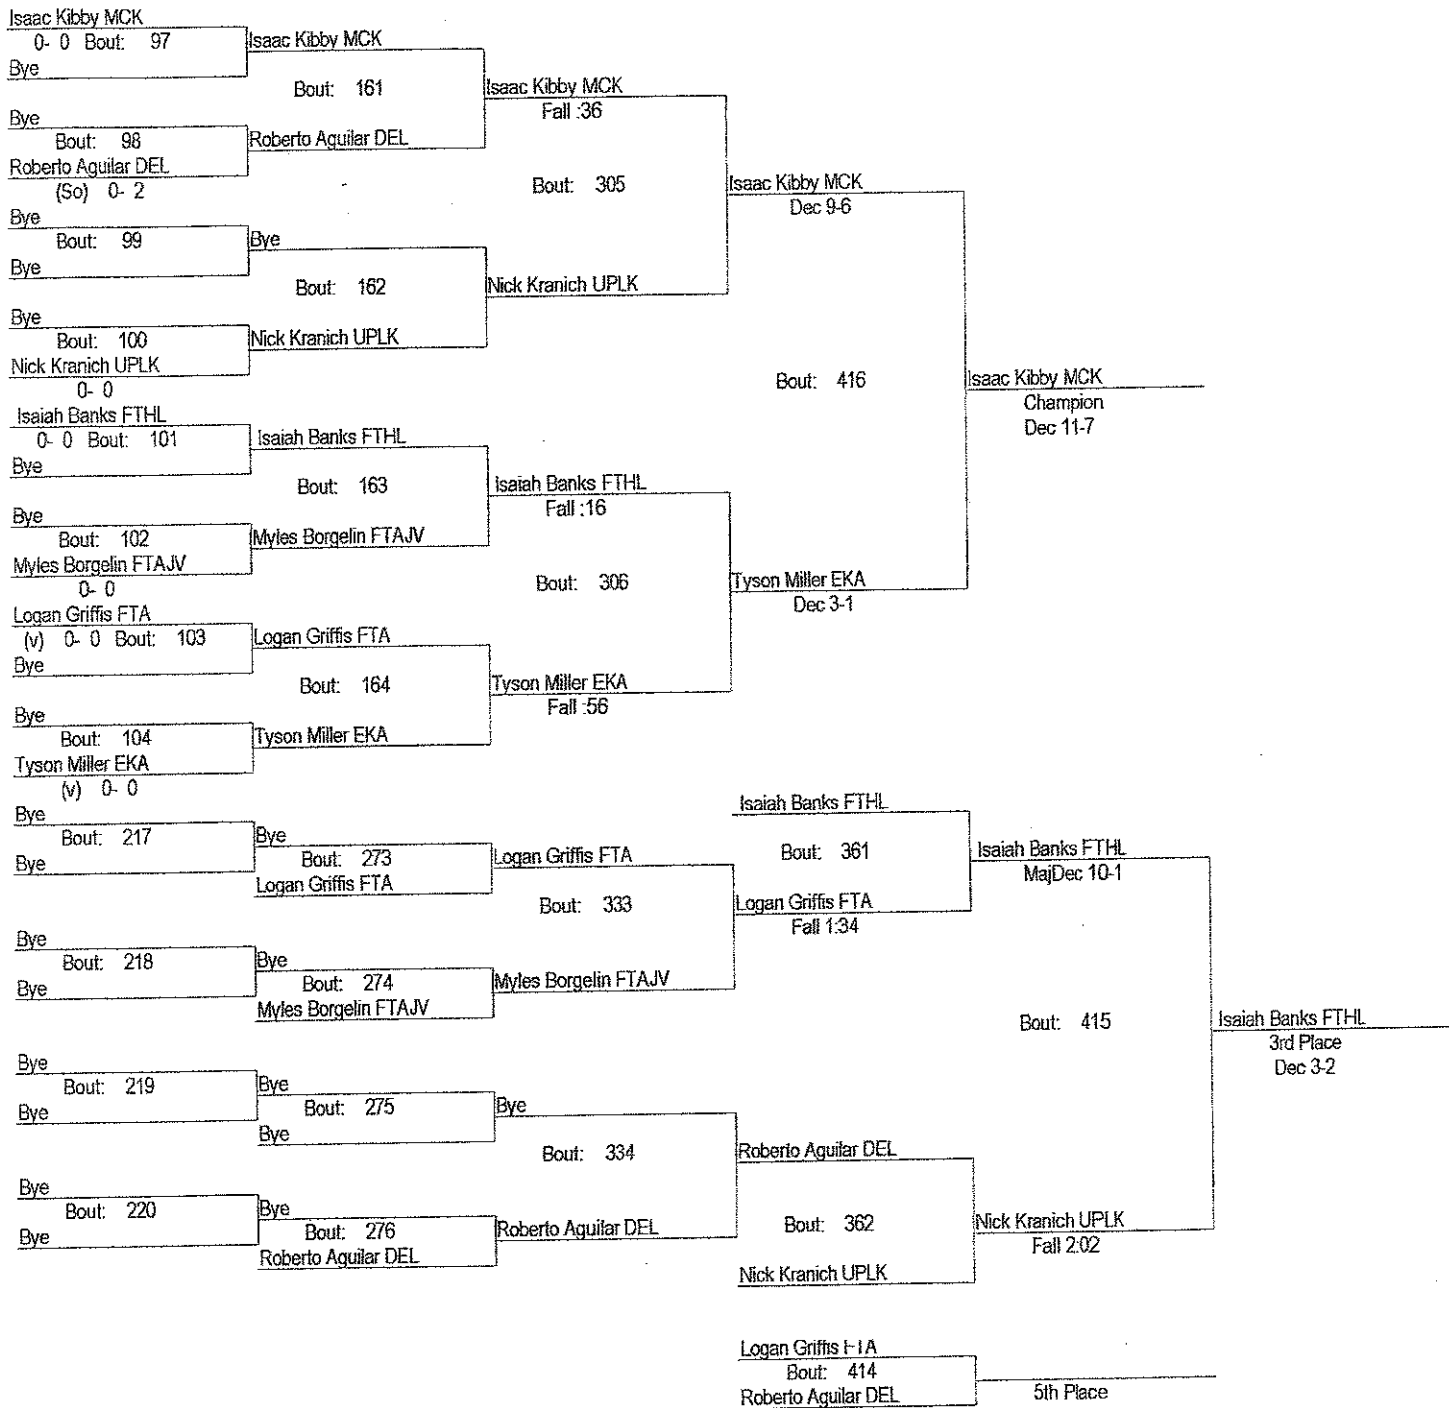 Isaac Kibby MCK
0- 0 Bout: 97
Bye
Isaac Kibby MCK
Bout: 161
Isaac Kibby MCK
Fall :36
Bye
Bout: 98
Roberto Aguilar DEL
(So) 0- 2
Roberto Aguilar DEL
Bout: 305
Isaac Kibby MCK
Dec 9-6
Bye
Bout: 99
Bye
Bye
Bout: 162
Nick Kranich UPLK
Bye
Bout: 100
Nick Kranich UPLK
0- 0
Nick Kranich UPLK
Bout: 416
Isaac Kibby MCK
Champion
Dec 11-7
Isaiah Banks FTHL
0- 0 Bout: 101
Bye
Isaiah Banks FTHL
Bout: 163
Isaiah Banks FTHL
Fall :16
Bye
Bout: 102
Myles Borgelin FTAJV
0- 0
Myles Borgelin FTAJV
Bout: 306
Tyson Miller EKA
Dec 3-1
Logan Griffis FTA
(v) 0- 0 Bout: 103
Bye
Logan Griffis FTA
Bout: 164
Tyson Miller EKA
Fall :56
Bye
Bout: 104
Tyson Miller EKA
(v) 0- 0
Tyson Miller EKA
Bye
Bout: 217
Bye
Bye
Bout: 273
Logan Griffis FTA
Logan Griffis FTA
Bout: 333
Isaiah Banks FTHL
Bout: 361
Logan Griffis FTA
Fall 1:34
Isaiah Banks FTHL
MajDec 10-1
Bye
Bout: 218
Bye
Bye
Bout: 274
Myles Borgelin FTAJV
Myles Borgelin FTAJV
Bout: 415
Isaiah Banks FTHL
3rd Place
Dec 3-2
Bye
Bout: 219
Bye
Bye
Bout: 275
Bye
Bye
Bout: 334
Roberto Aguilar DEL
Bye
Bout: 220
Bye
Bye
Bout: 276
Roberto Aguilar DEL
Roberto Aguilar DEL
Bout: 362
Nick Kranich UPLK
Nick Kranich UPLK
Fall 2:02
Logan Griffis FTA
Bout: 414
Roberto Aguilar DEL
5th Place